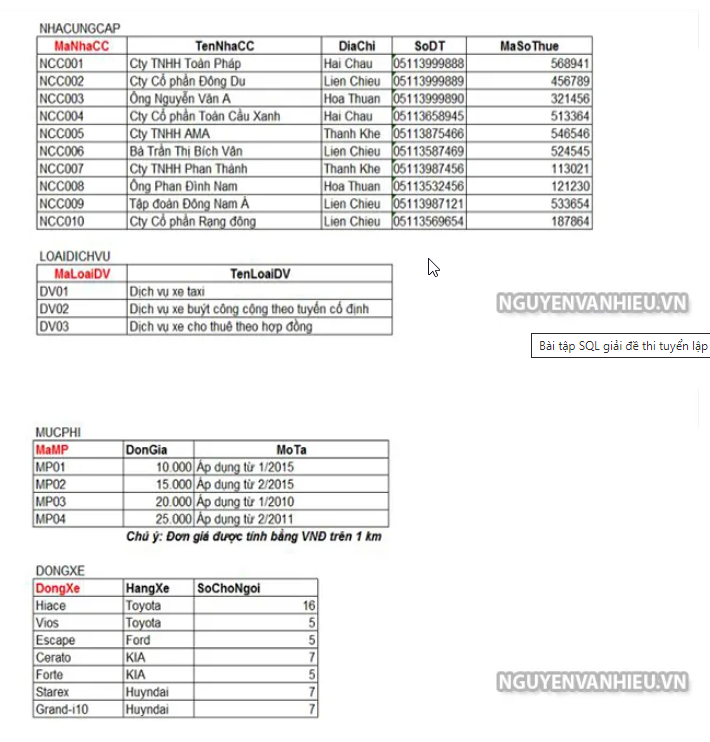 NHACUNGCAP
MaNhaCC TenNhaCC DiaChi SoDT MaSoThue
NCC001 Cty TNHH Toàn Pháp Hai Chau 05113999888 568941
NCC002 Cty Cổ phần Đông Du Lien Chieu 05113999889 456789
NCC003 Ông Nguyễn Văn A Hoa Thuan 05113999890 321456
NCC004 Cty Cổ phần Toàn Cầu Xanh Hai Chau 05113658945 513364
NCC005 Cty TNHH AMA Thanh Khe 05113875466 546546
NCC006 Bà Trần Thị Bích Vân Lien Chieu 05113587469 524545
NCC007 Cty TNHH Phan Thành Thanh Khe 05113987456 113021
NCC008 Ông Phan Đình Nam Hoa Thuan 05113532456 121230
NCC009 Tập đoàn Đông Nam Á Lien Chieu 05113987121 533654
NCC010 Cty Cổ phần Rạng đông Lien Chieu 05113569654 187864
LOAIDICHVU
MaLoaiDV TenLoaiDV
DV01 Dịch vụ xe taxi
DV02 Dịch vụ xe buýt công cộng theo tuyến cố định
DV03 Dịch vụ xe cho thuê theo hợp đồng
NGUYENVANHIEU.VN
Bài tập SQL giải đề thi tuyển lập
MUCPHI
MaMP DonGia MoTa
MP01 10.000 Áp dụng từ 1/2015
MP02 15.000 Áp dụng từ 2/2015
MP03 20.000 Áp dụng từ 1/2010
MP04 25.000 Áp dụng từ 2/2011
Chú ý: Đơn giá được tính bằng VNĐ trên 1 km
DONGXE
DongXe HangXe SoChoNgoi
Hiace Toyota 16
Vios Toyota 5
Escape Ford 5
Cerato KIA 7
Forte KIA 5
Starex Huyndai 7
Grand-i10 Huyndai 7
NGUYENVANHIEU.VN